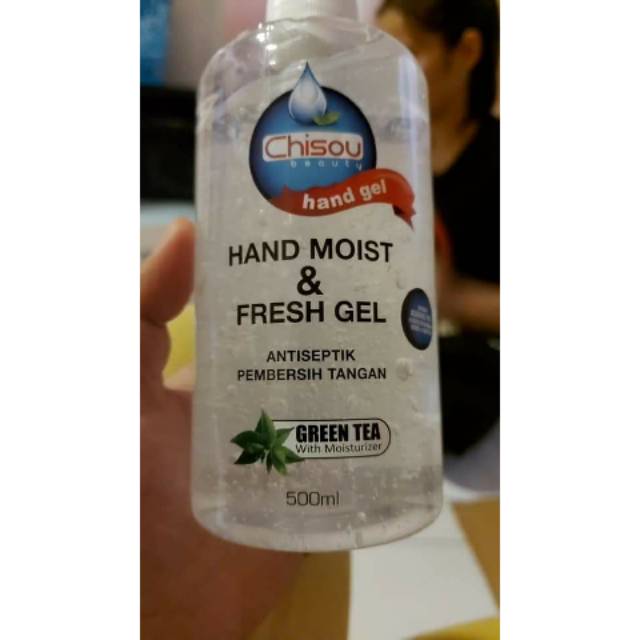 Chisou
beauty
hand gel
HAND MOIST
&
FRESH GEL
ANTISEPTIK
PEMBERSIH TANGAN
GREEN TEA
With Moisturizer
500ml